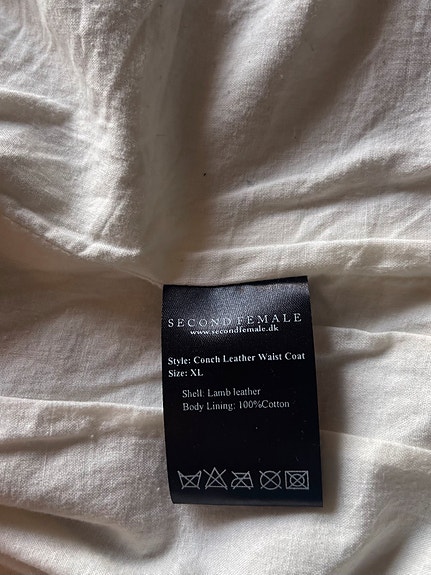 SECOND FEMALE
www.secondfemale.dk
Style: Conch Leather Waist Coat
Size: XL
Shell: Lamb leather
Body Lining: 100%Cotton